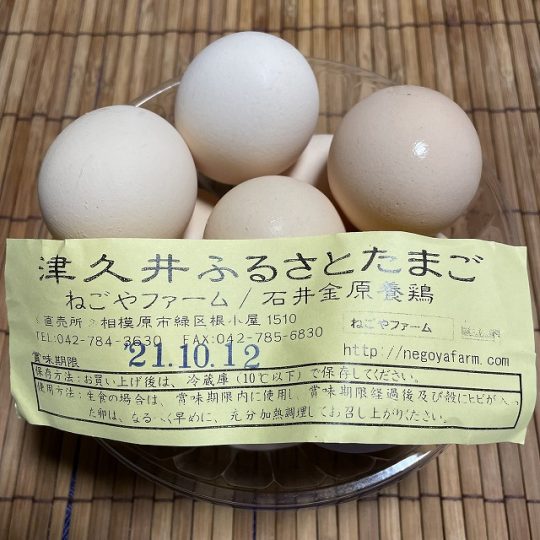 津久井ふるさとたまご
ねごやファーム/石井金原養鶏
直売所 相模原市緑区根小屋1510
ねごやファーム
TEL:042-784-3630 FAX:042-785-6830
http://negoyafarm.com
賞味期限 '21.10.12
保存方法:お買い上げ後は、冷蔵庫(10℃以下)で保存してください。
使用方法:生食の場合は、賞味期限内に使用し、賞味期限経過後及び殻にヒビが入っ
た卵は、なるべく早めに、充分加熱調理してお召し上がりください。